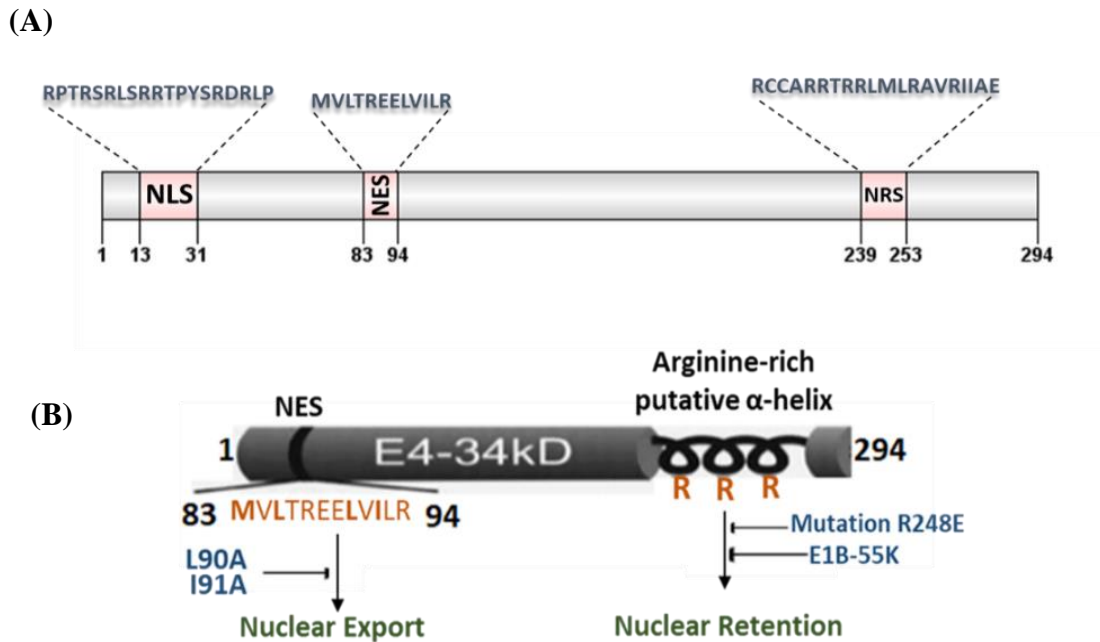 (A)
RPTRSRLSRRTPYSRDRLP
MVLTREELVILR
RCCARRTRRLMLRAVRIIAE
NLS
NES
NRS
1 13 31 83 94 239 253 294
Arginine-rich
putative α-helix
(B)
NES
1 E4-34kD 294
R R R
83 MVLTREELVILR 94
Mutation R248E
E1B-55K
L90A
I91A
Nuclear Export
Nuclear Retention